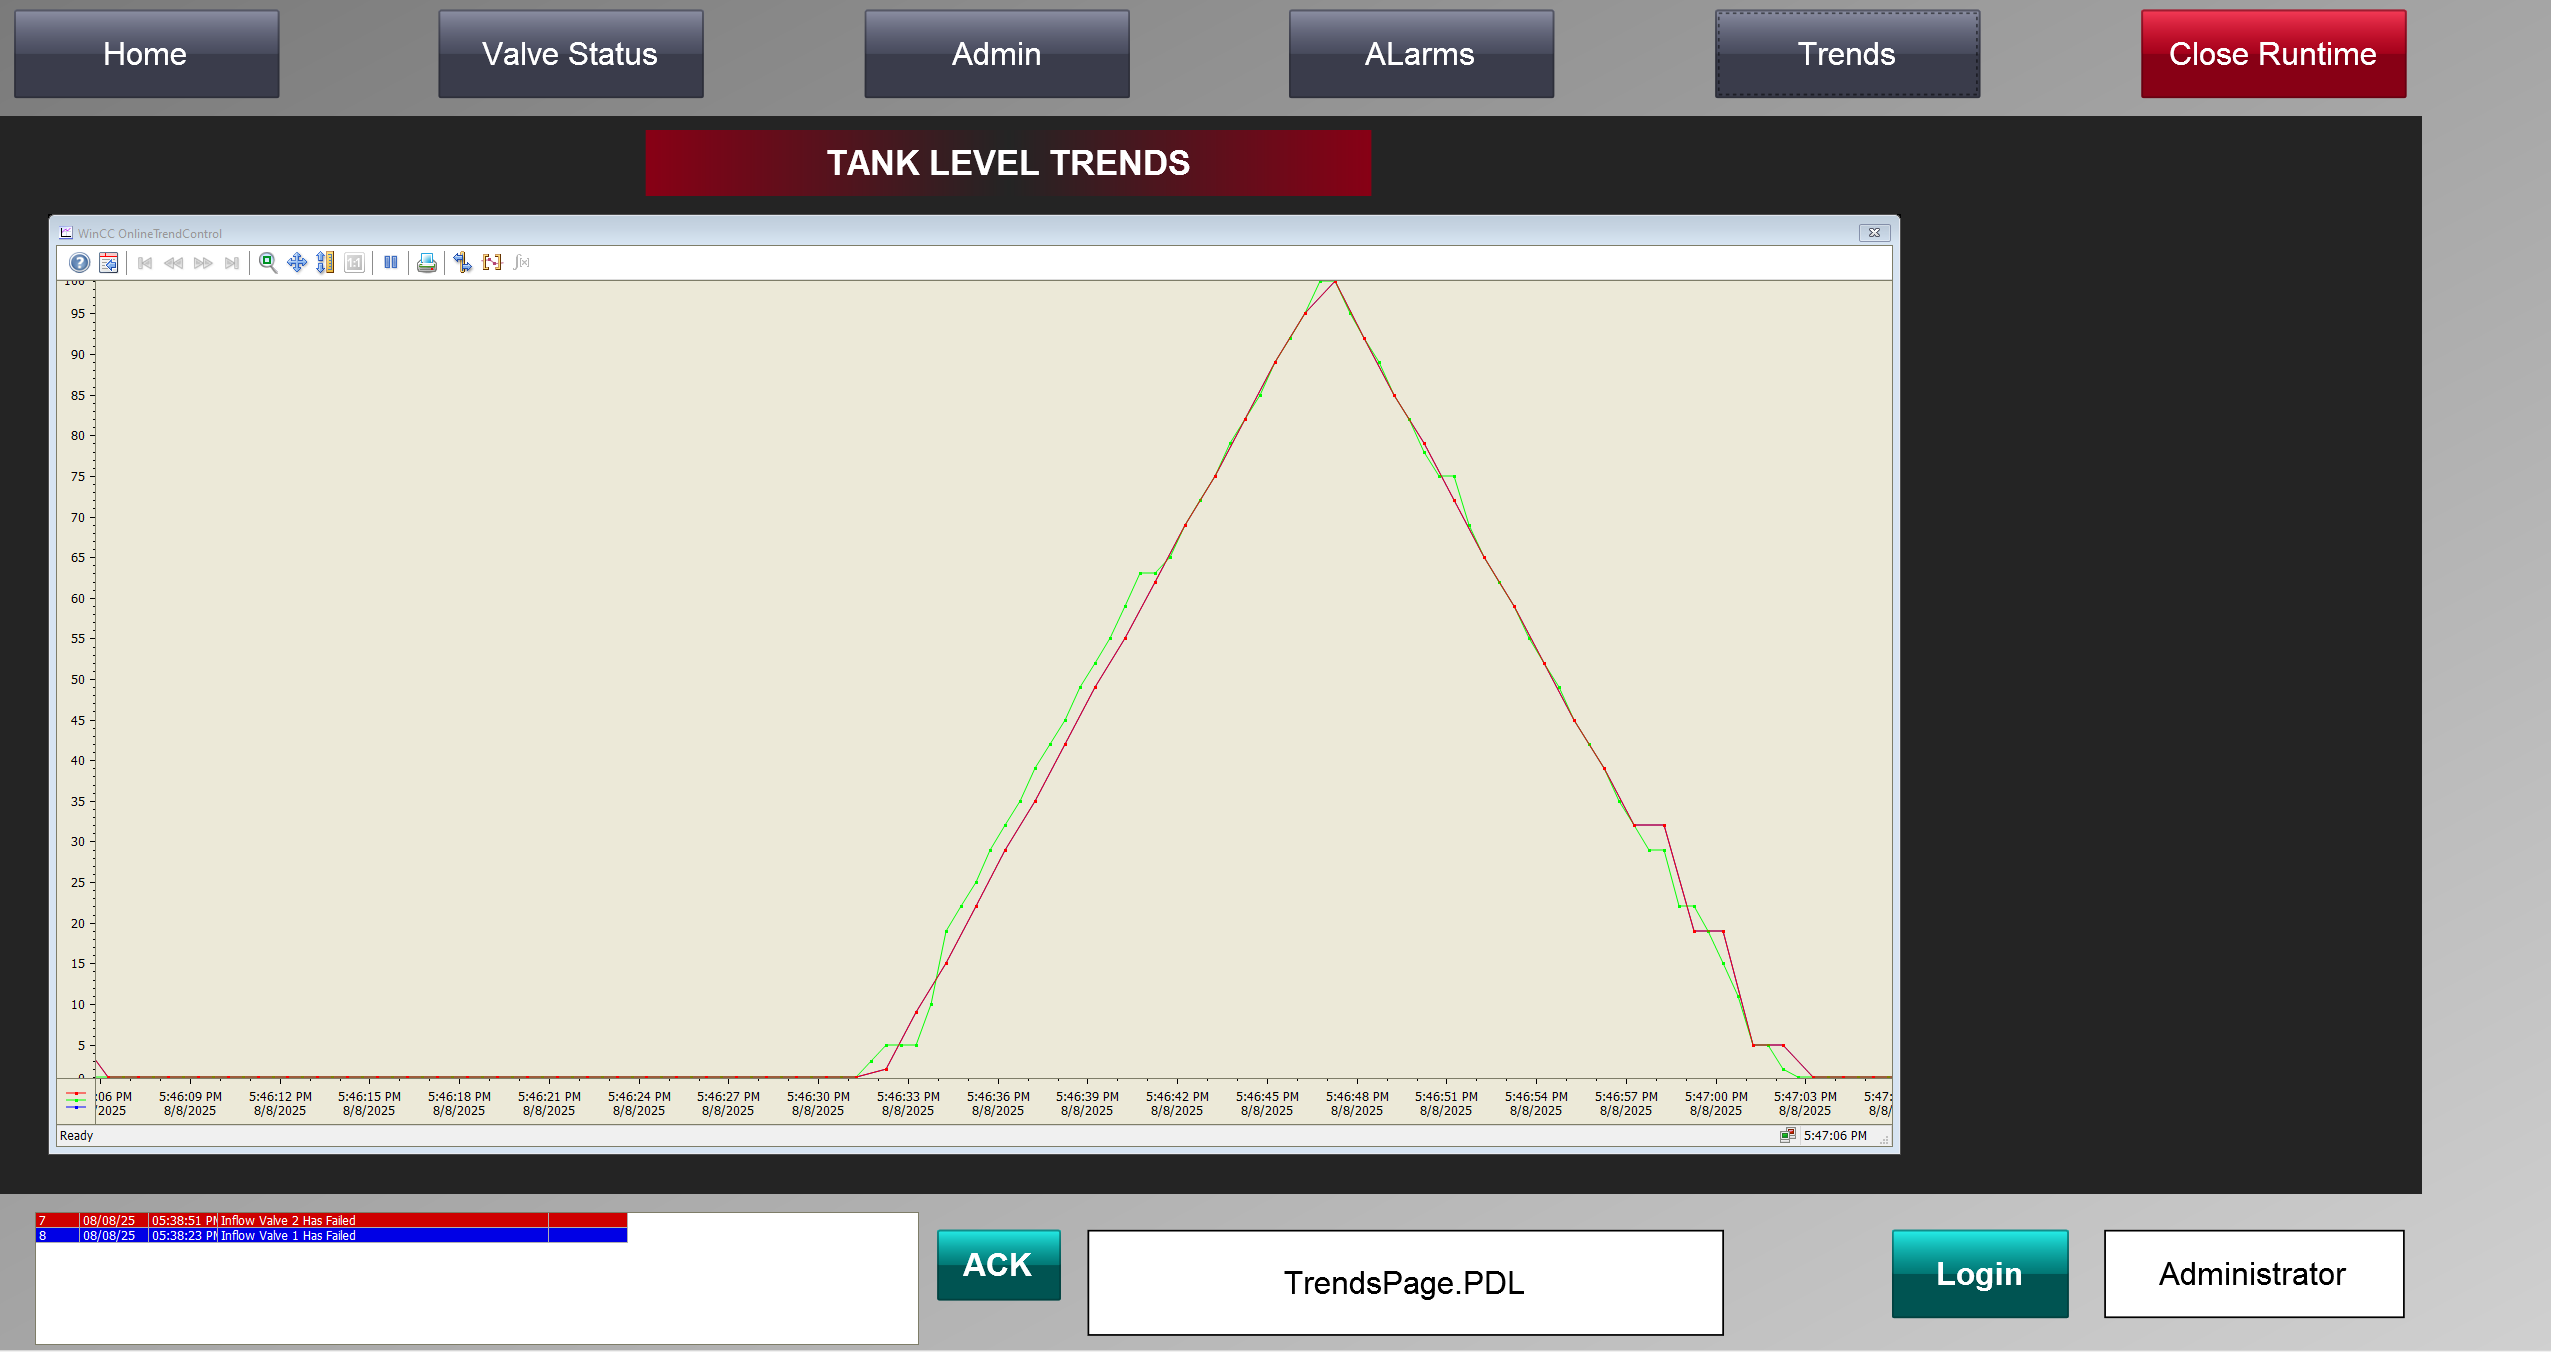 Home Valve Status Admin ALarms Trends Close Runtime
TANK LEVEL TRENDS
WinCC OnlineTrendControl
1:1 f(x)
100
95
90
85
80
75
70
65
60
55
50
45
40
35
30
25
20
15
10
5
0
:06 PM 5:46:09 PM 5:46:12 PM 5:46:15 PM 5:46:18 PM 5:46:21 PM 5:46:24 PM 5:46:27 PM 5:46:30 PM 5:46:33 PM 5:46:36 PM 5:46:39 PM 5:46:42 PM 5:46:45 PM 5:46:48 PM 5:46:51 PM 5:46:54 PM 5:46:57 PM 5:47:00 PM 5:47:03 PM 5:47:
/2025 8/8/2025 8/8/2025 8/8/2025 8/8/2025 8/8/2025 8/8/2025 8/8/2025 8/8/2025 8/8/2025 8/8/2025 8/8/2025 8/8/2025 8/8/2025 8/8/2025 8/8/2025 8/8/2025 8/8/2025 8/8/2025 8/8/2025 8/8/
Ready 5:47:06 PM
7 08/08/25 05:38:51 PM Inflow Valve 2 Has Failed
8 08/08/25 05:38:23 PM Inflow Valve 1 Has Failed
ACK
TrendsPage.PDL
Login
Administrator